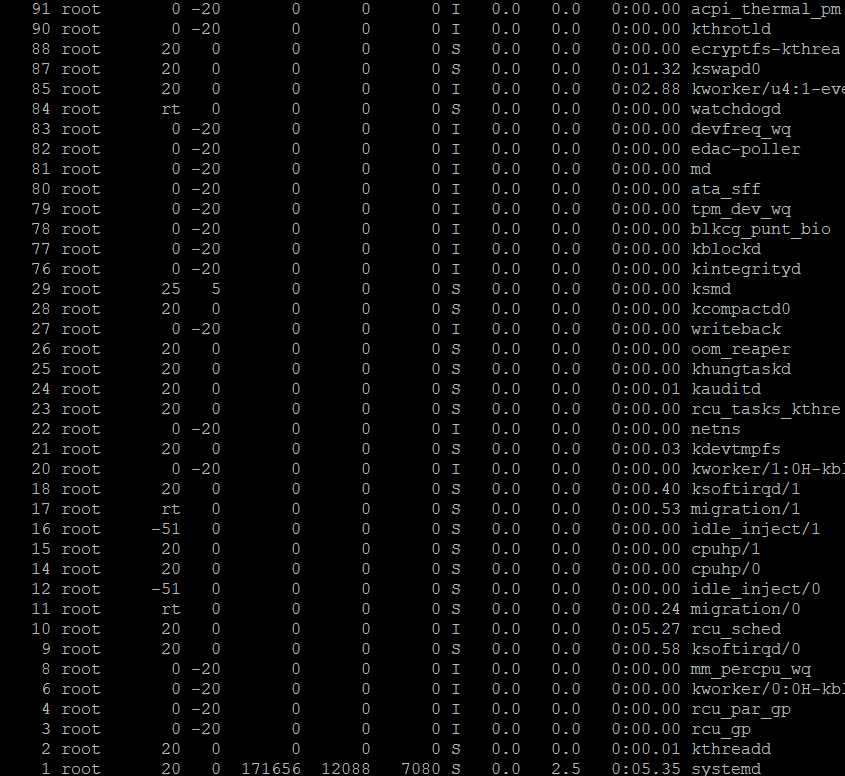 91 root 0 -20 0 0 0 I 0.0 0.0 0:00.00 acpi_thermal_pm
90 root 0 -20 0 0 0 I 0.0 0.0 0:00.00 kthrotld
88 root 20 0 0 0 0 S 0.0 0.0 0:00.00 ecryptfs-kthrea
87 root 20 0 0 0 0 S 0.0 0.0 0:01.32 kswapd0
85 root 20 0 0 0 0 I 0.0 0.0 0:02.88 kworker/u4:1-eve
84 root rt 0 0 0 0 S 0.0 0.0 0:00.00 watchdogd
83 root 0 -20 0 0 0 I 0.0 0.0 0:00.00 devfreq_wq
82 root 0 -20 0 0 0 I 0.0 0.0 0:00.00 edac-poller
81 root 0 -20 0 0 0 I 0.0 0.0 0:00.00 md
80 root 0 -20 0 0 0 I 0.0 0.0 0:00.00 ata_sff
79 root 0 -20 0 0 0 I 0.0 0.0 0:00.00 tpm_dev_wq
78 root 0 -20 0 0 0 I 0.0 0.0 0:00.00 blkcg_punt_bio
77 root 0 -20 0 0 0 I 0.0 0.0 0:00.00 kblockd
76 root 0 -20 0 0 0 I 0.0 0.0 0:00.00 kintegrityd
29 root 25 5 0 0 0 S 0.0 0.0 0:00.00 ksmd
28 root 20 0 0 0 0 S 0.0 0.0 0:00.00 kcompactd0
27 root 0 -20 0 0 0 I 0.0 0.0 0:00.00 writeback
26 root 20 0 0 0 0 S 0.0 0.0 0:00.00 oom_reaper
25 root 20 0 0 0 0 S 0.0 0.0 0:00.00 khungtaskd
24 root 20 0 0 0 0 S 0.0 0.0 0:00.01 kauditd
23 root 20 0 0 0 0 S 0.0 0.0 0:00.00 rcu_tasks_kthre
22 root 0 -20 0 0 0 I 0.0 0.0 0:00.00 netns
21 root 20 0 0 0 0 S 0.0 0.0 0:00.03 kdevtmpfs
20 root 0 -20 0 0 0 I 0.0 0.0 0:00.00 kworker/1:0H-kbl
18 root 20 0 0 0 0 S 0.0 0.0 0:00.40 ksoftirqd/1
17 root rt 0 0 0 0 S 0.0 0.0 0:00.53 migration/1
16 root -51 0 0 0 0 S 0.0 0.0 0:00.00 idle_inject/1
15 root 20 0 0 0 0 S 0.0 0.0 0:00.00 cpuhp/1
14 root 20 0 0 0 0 S 0.0 0.0 0:00.00 cpuhp/0
12 root -51 0 0 0 0 S 0.0 0.0 0:00.00 idle_inject/0
11 root rt 0 0 0 0 S 0.0 0.0 0:00.24 migration/0
10 root 20 0 0 0 0 I 0.0 0.0 0:05.27 rcu_sched
9 root 20 0 0 0 0 S 0.0 0.0 0:00.58 ksoftirqd/0
8 root 0 -20 0 0 0 I 0.0 0.0 0:00.00 mm_percpu_wq
6 root 0 -20 0 0 0 I 0.0 0.0 0:00.00 kworker/0:0H-kbl
4 root 0 -20 0 0 0 I 0.0 0.0 0:00.00 rcu_par_gp
3 root 0 -20 0 0 0 I 0.0 0.0 0:00.00 rcu_gp
2 root 20 0 0 0 0 S 0.0 0.0 0:00.01 kthreadd
1 root 20 0 171656 12088 7080 S 0.0 2.5 0:05.35 systemd